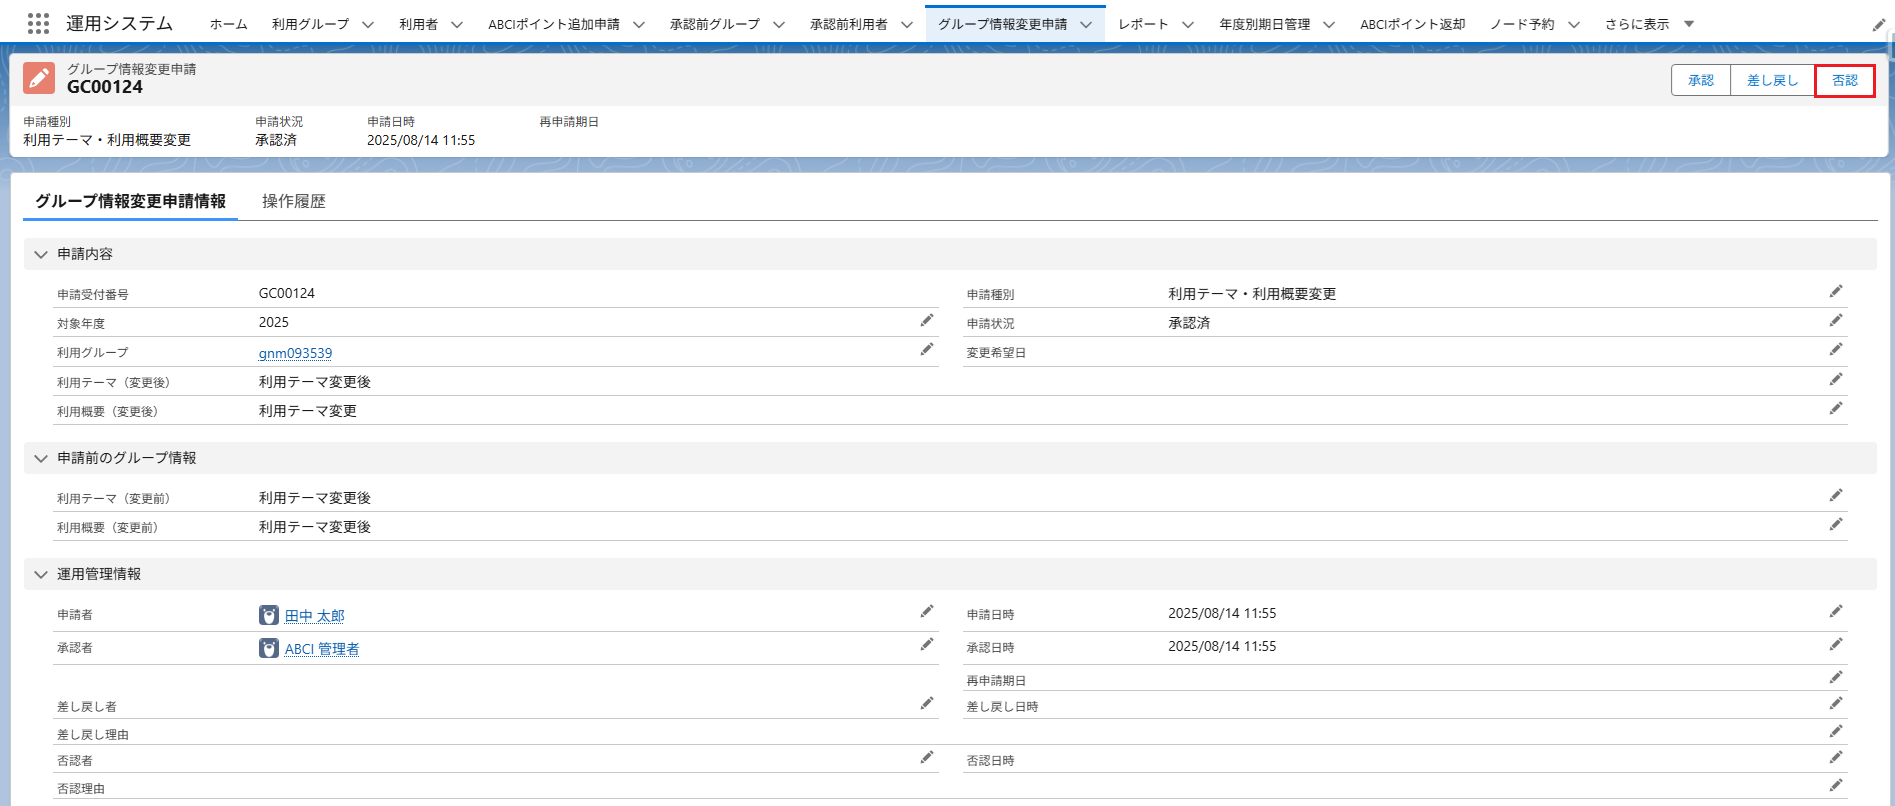 運用システム ホーム 利用グループ 利用者 ABCIポイント追加申請 承認前グループ 承認前利用者 グループ情報変更申請 レポート 年度別期日管理 ABCIポイント返却 ノード予約 さらに表示
グループ情報変更申請
GC00124
承認 差し戻し 否認
申請種別 申請状況 申請日時 再申請期日
利用テーマ・利用概要変更 承認済 2025/08/14 11:55
グループ情報変更申請情報 操作履歴
申請内容
申請受付番号 GC00124 申請種別 利用テーマ・利用概要変更
対象年度 2025 申請状況 承認済
利用グループ gnm093539 変更希望日
利用テーマ（変更後） 利用テーマ変更後
利用概要（変更後） 利用テーマ変更
申請前のグループ情報
利用テーマ（変更前） 利用テーマ変更後
利用概要（変更前） 利用テーマ変更後
運用管理情報
申請者 田中 太郎 申請日時 2025/08/14 11:55
承認者 ABCI 管理者 承認日時 2025/08/14 11:55
再申請期日
差し戻し者 差し戻し日時
差し戻し理由
否認者 否認日時
否認理由